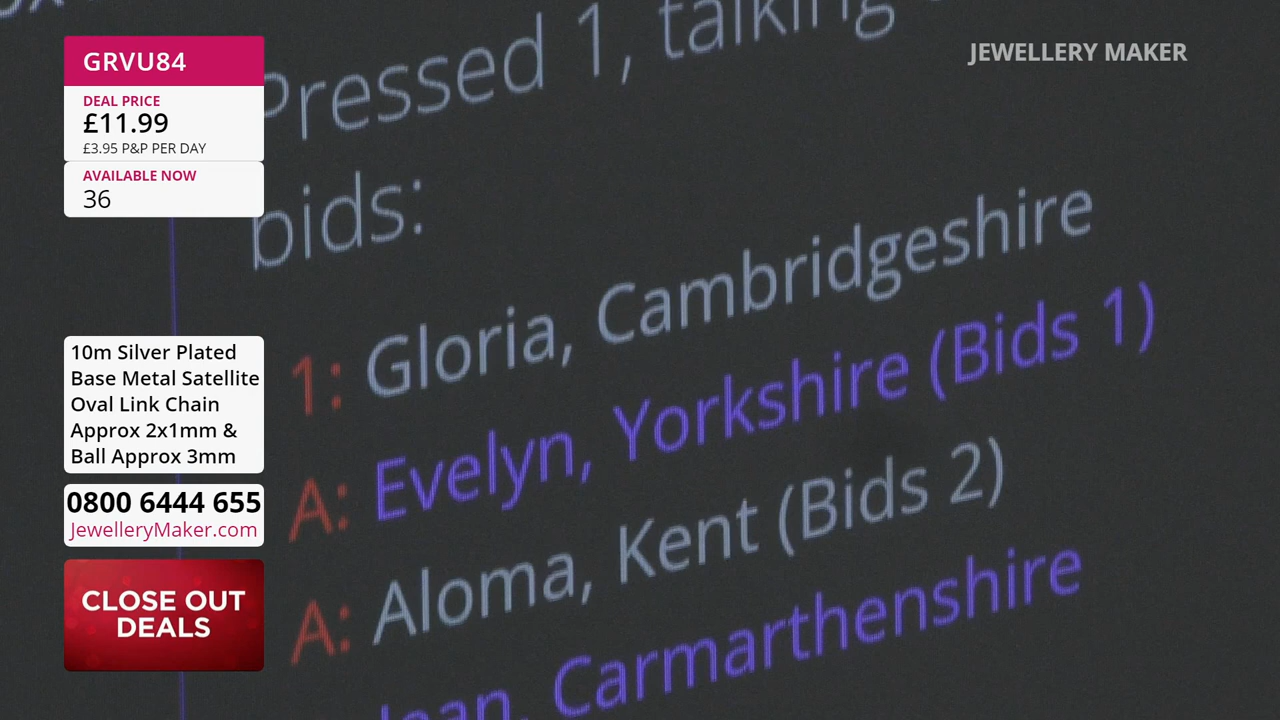 GRVU84
DEAL PRICE
£11.99
£3.95 P&P PER DAY
AVAILABLE NOW
36
10m Silver Plated
Base Metal Satellite
Oval Link Chain
Approx 2x1mm &
Ball Approx 3mm
0800 6444 655
JewelleryMaker.com
CLOSE OUT
DEALS
JEWELLERY MAKER
Pressed 1, talking
bids:
1: Gloria, Cambridgeshire
A: Evelyn, Yorkshire (Bids 1)
A: Aloma, Kent (Bids 2)
Carmarthenshire